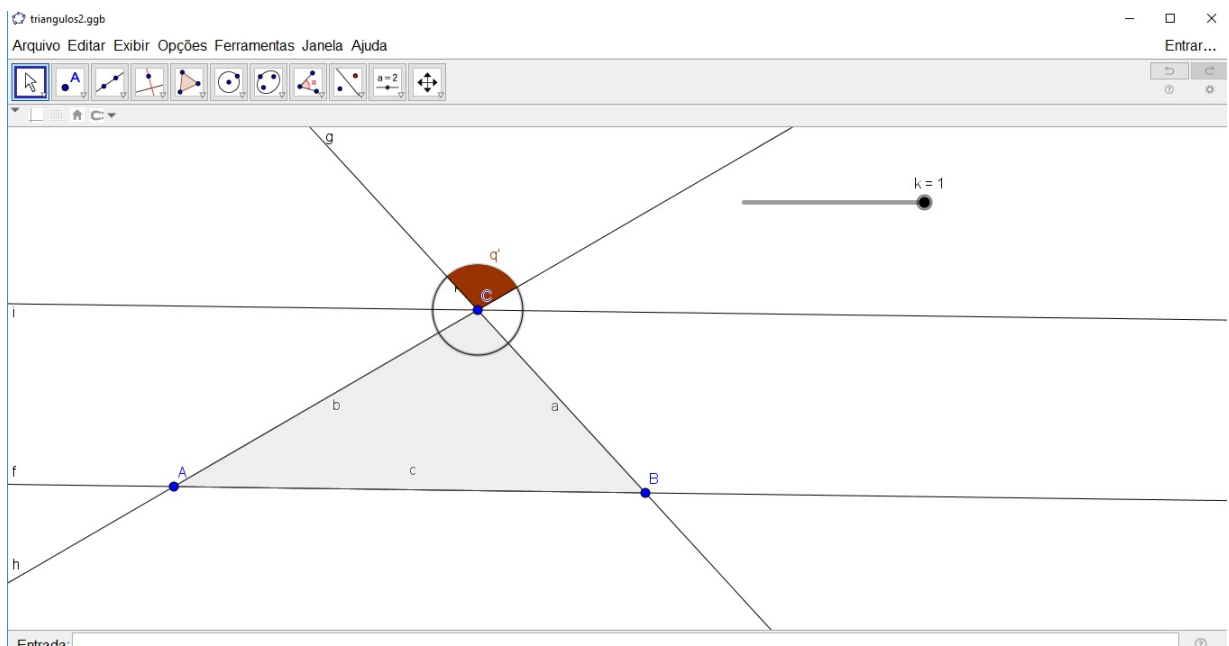 triangulos2.ggb
Arquivo Editar Exibir Opções Ferramentas Janela Ajuda
Entrar...
A
α
a=2
g
k = 1
q'
C
i
b
a
f
A
c
B
h
Entrada: